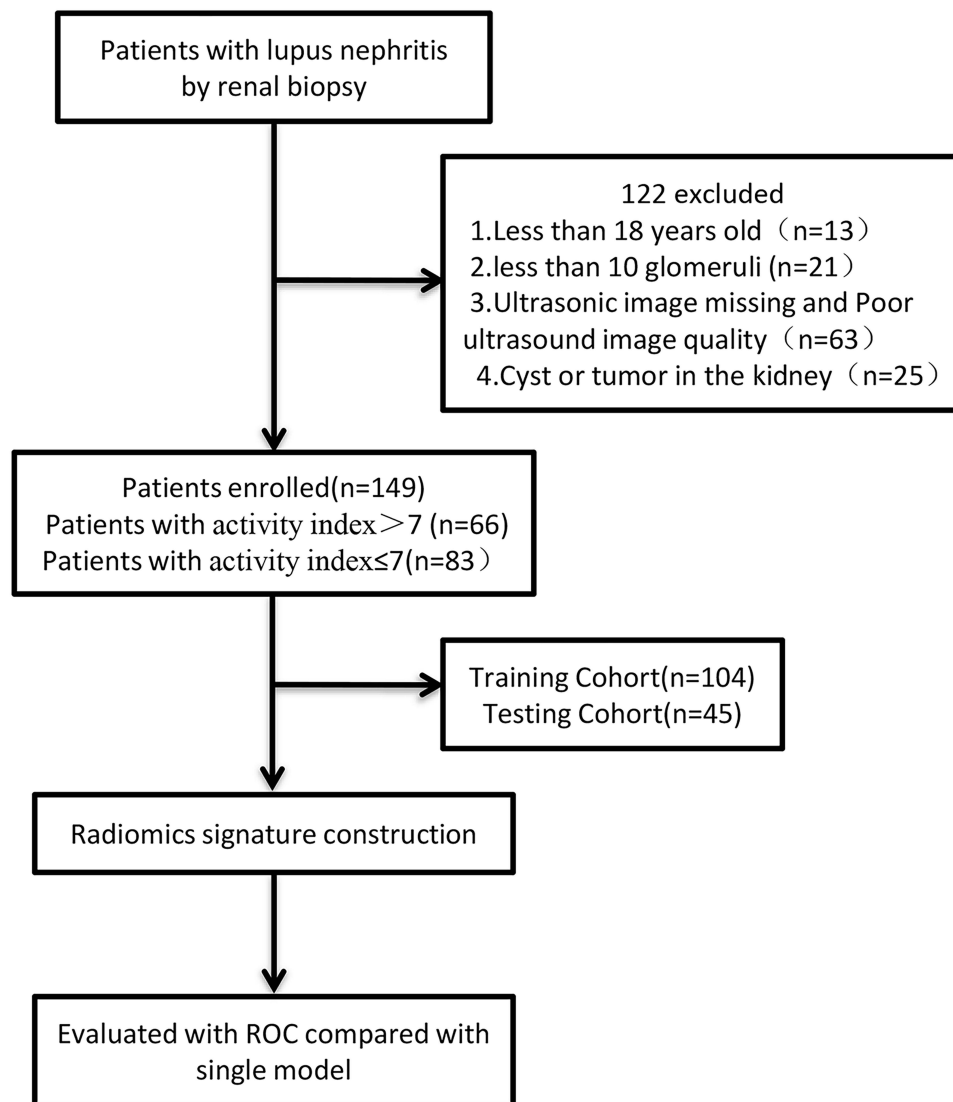 Patients with lupus nephritis
by renal biopsy
122 excluded
1.Less than 18 years old（n=13）
2.less than 10 glomeruli (n=21)
3.Ultrasonic image missing and Poor
ultrasound image quality（n=63）
4.Cyst or tumor in the kidney（n=25）
Patients enrolled(n=149)
Patients with activity index＞7 (n=66)
Patients with activity index≤7(n=83）
Training Cohort(n=104)
Testing Cohort(n=45)
Radiomics signature construction
Evaluated with ROC compared with
single model